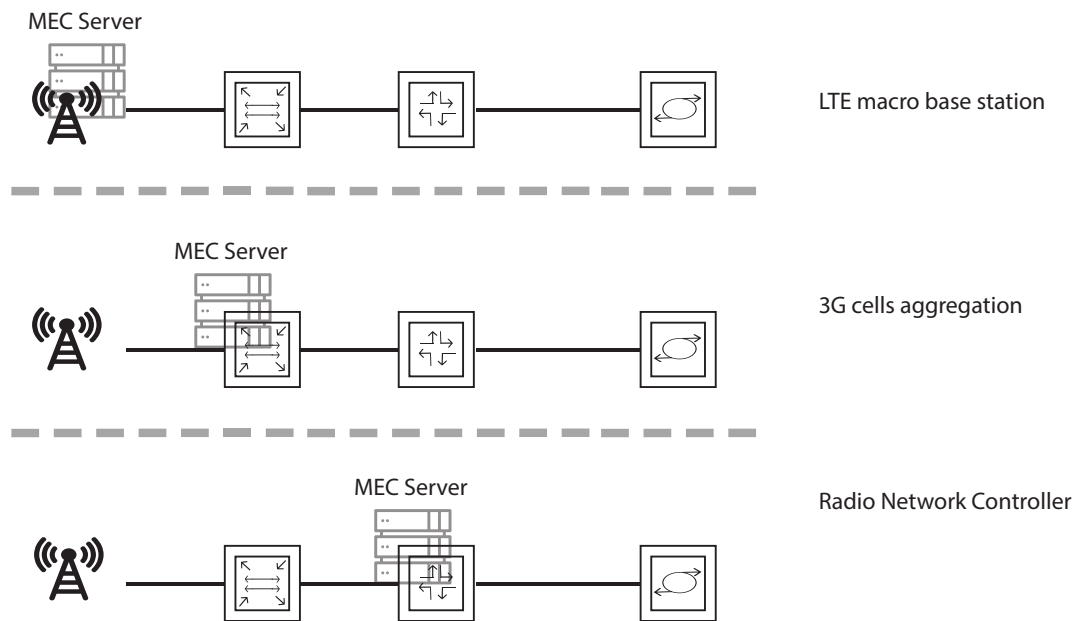 MEC Server
LTE macro base station
MEC Server
3G cells aggregation
MEC Server
Radio Network Controller